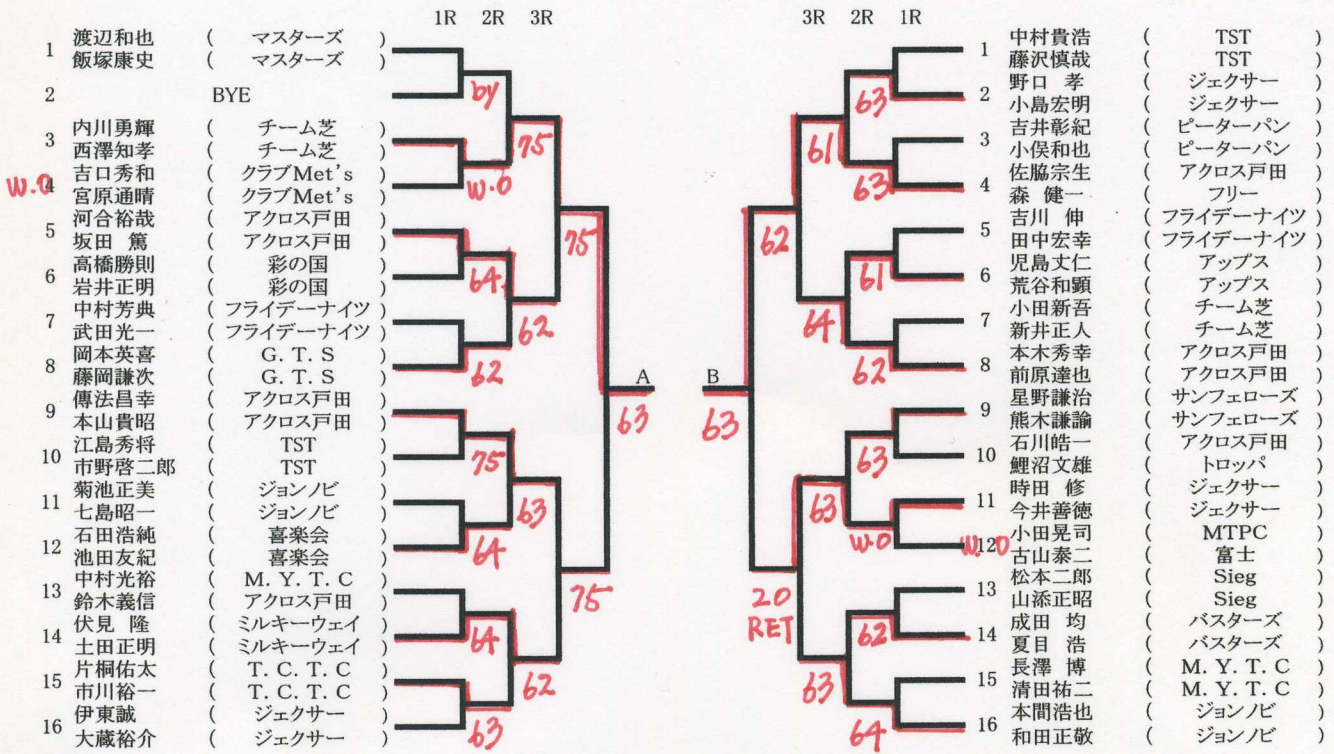 1R 2R 3R
3R 2R 1R
1 渡辺和也 ( マスターズ )
飯塚康史 ( マスターズ )
2 BYE
by
3 内川勇輝 ( チーム芝 )
西澤知孝 ( チーム芝 )
75
W.O 4 吉口秀和 ( クラブMet's )
宮原通晴 ( クラブMet's )
W.O
5 河合裕哉 ( アクロス戸田 )
坂田 篤 ( アクロス戸田 )
75
6 高橋勝則 ( 彩の国 )
岩井正明 ( 彩の国 )
64
7 中村芳典 ( フライデーナイツ )
武田光一 ( フライデーナイツ )
62
8 岡本英喜 ( G.T.S )
藤岡謙次 ( G.T.S )
62
A
63
9 傳法昌幸 ( アクロス戸田 )
本山貴昭 ( アクロス戸田 )
10 江島秀将 ( TST )
市野啓二郎 ( TST )
75
11 菊池正美 ( ジョンノビ )
七島昭一 ( ジョンノビ )
63
12 石田浩純 ( 喜楽会 )
池田友紀 ( 喜楽会 )
64
13 中村光裕 ( M.Y.T.C )
鈴木義信 ( アクロス戸田 )
75
14 伏見 隆 ( ミルキーウェイ )
土田正明 ( ミルキーウェイ )
64
15 片桐佑太 ( T.C.T.C )
市川裕一 ( T.C.T.C )
62
16 伊東誠 ( ジェクサー )
大蔵裕介 ( ジェクサー )
63
1 中村貴浩 ( TST )
藤沢慎哉 ( TST )
2 野口 孝 ( ジェクサー )
小島宏明 ( ジェクサー )
63
3 吉井彰紀 ( ピーターパン )
小俣和也 ( ピーターパン )
61
4 佐脇宗生 ( アクロス戸田 )
森 健一 ( フリー )
63
5 吉川 伸 ( フライデーナイツ )
田中宏幸 ( フライデーナイツ )
62
6 児島丈仁 ( アップス )
荒谷和顕 ( アップス )
61
7 小田新吾 ( チーム芝 )
新井正人 ( チーム芝 )
64
8 本木秀幸 ( アクロス戸田 )
前原達也 ( アクロス戸田 )
62
B
63
9 星野謙治 ( サンフェローズ )
熊木謙諭 ( サンフェローズ )
10 石川皓一 ( アクロス戸田 )
鯉沼文雄 ( トロッパ )
63
11 時田 修 ( ジェクサー )
今井善徳 ( ジェクサー )
63
W.O 12 小田晃司 ( MTPC )
古山泰二 ( 富士 )
W.O
13 松本二郎 ( Sieg )
山添正昭 ( Sieg )
20
RET
14 成田 均 ( バスターズ )
夏目 浩 ( バスターズ )
62
15 長澤 博 ( M.Y.T.C )
清田祐二 ( M.Y.T.C )
63
16 本間浩也 ( ジョンノビ )
和田正敬 ( ジョンノビ )
64